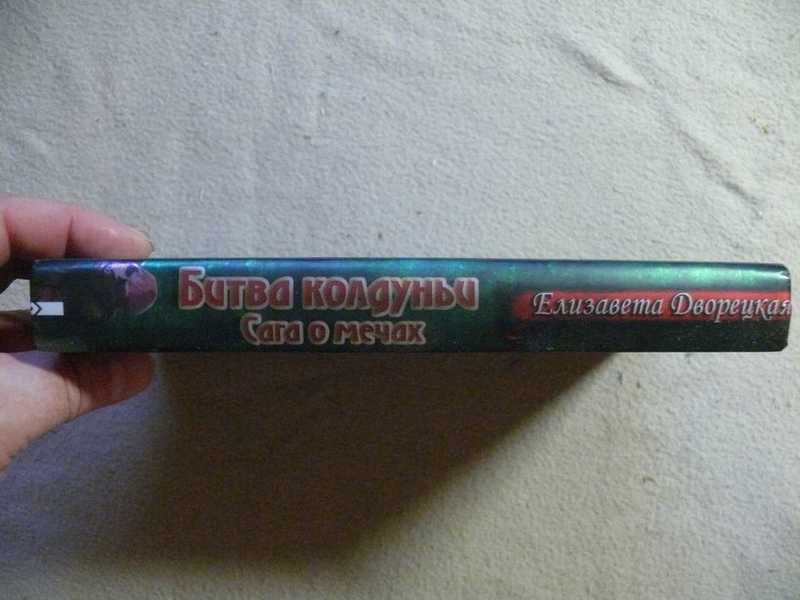 Битва колдуньи
Сага о мечах
Елизавета Дворецкая